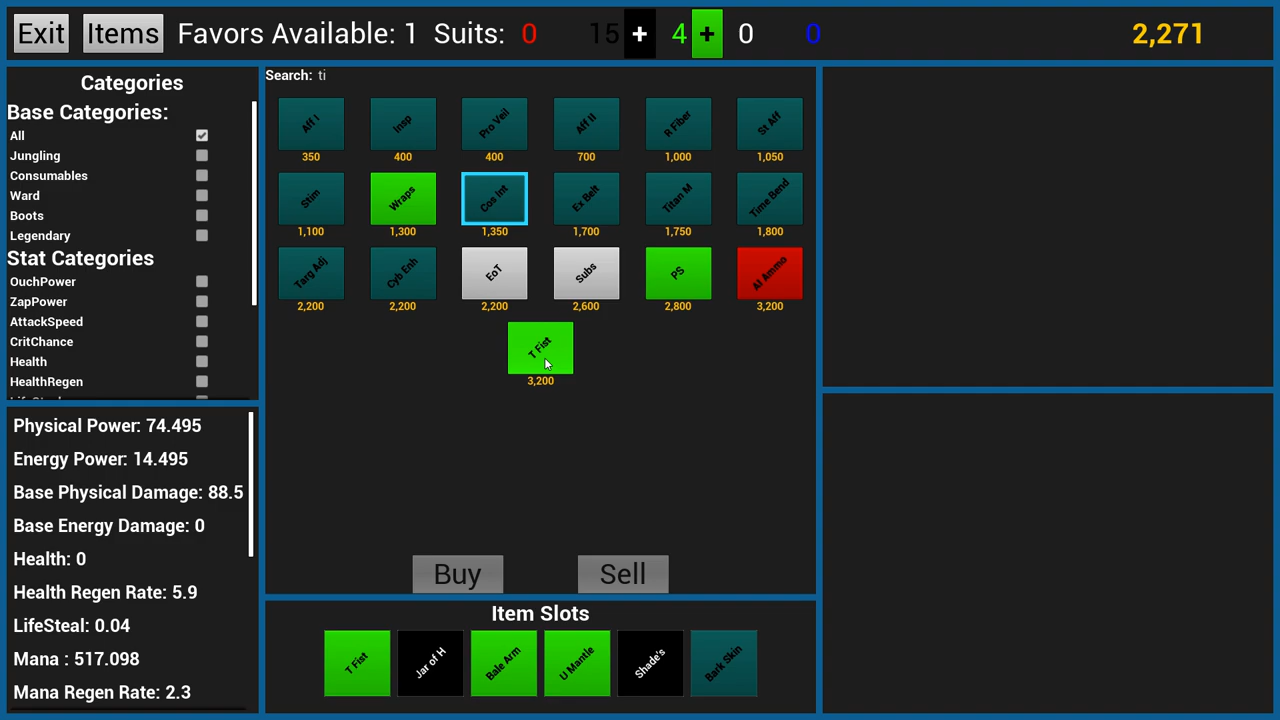 Exit Items Favors Available: 1 Suits: 0 15 + 4 + 0 0 2,271
Categories
Base Categories:
All
Jungling
Consumables
Ward
Boots
Legendary
Stat Categories
OuchPower
ZapPower
AttackSpeed
CritChance
Health
HealthRegen
Physical Power: 74.495
Energy Power: 14.495
Base Physical Damage: 88.5
Base Energy Damage: 0
Health: 0
Health Regen Rate: 5.9
LifeSteal: 0.04
Mana : 517.098
Mana Regen Rate: 2.3
Search: ti
Aff I Insp Pro Veil Aff II R Fiber St Aff
350 400 400 700 1,000 1,050
Stim Wraps Cos Int Ex Belt Titan M Time Bend
1,100 1,300 1,350 1,700 1,750 1,800
Targ Adj Cyb Enh EoT Subs PS AI Ammo
2,200 2,200 2,200 2,600 2,800 3,200
T Fist
3,200
Buy Sell
Item Slots
T Fist Jar of H Bale Arm U Mantle Shade's Bark Skin